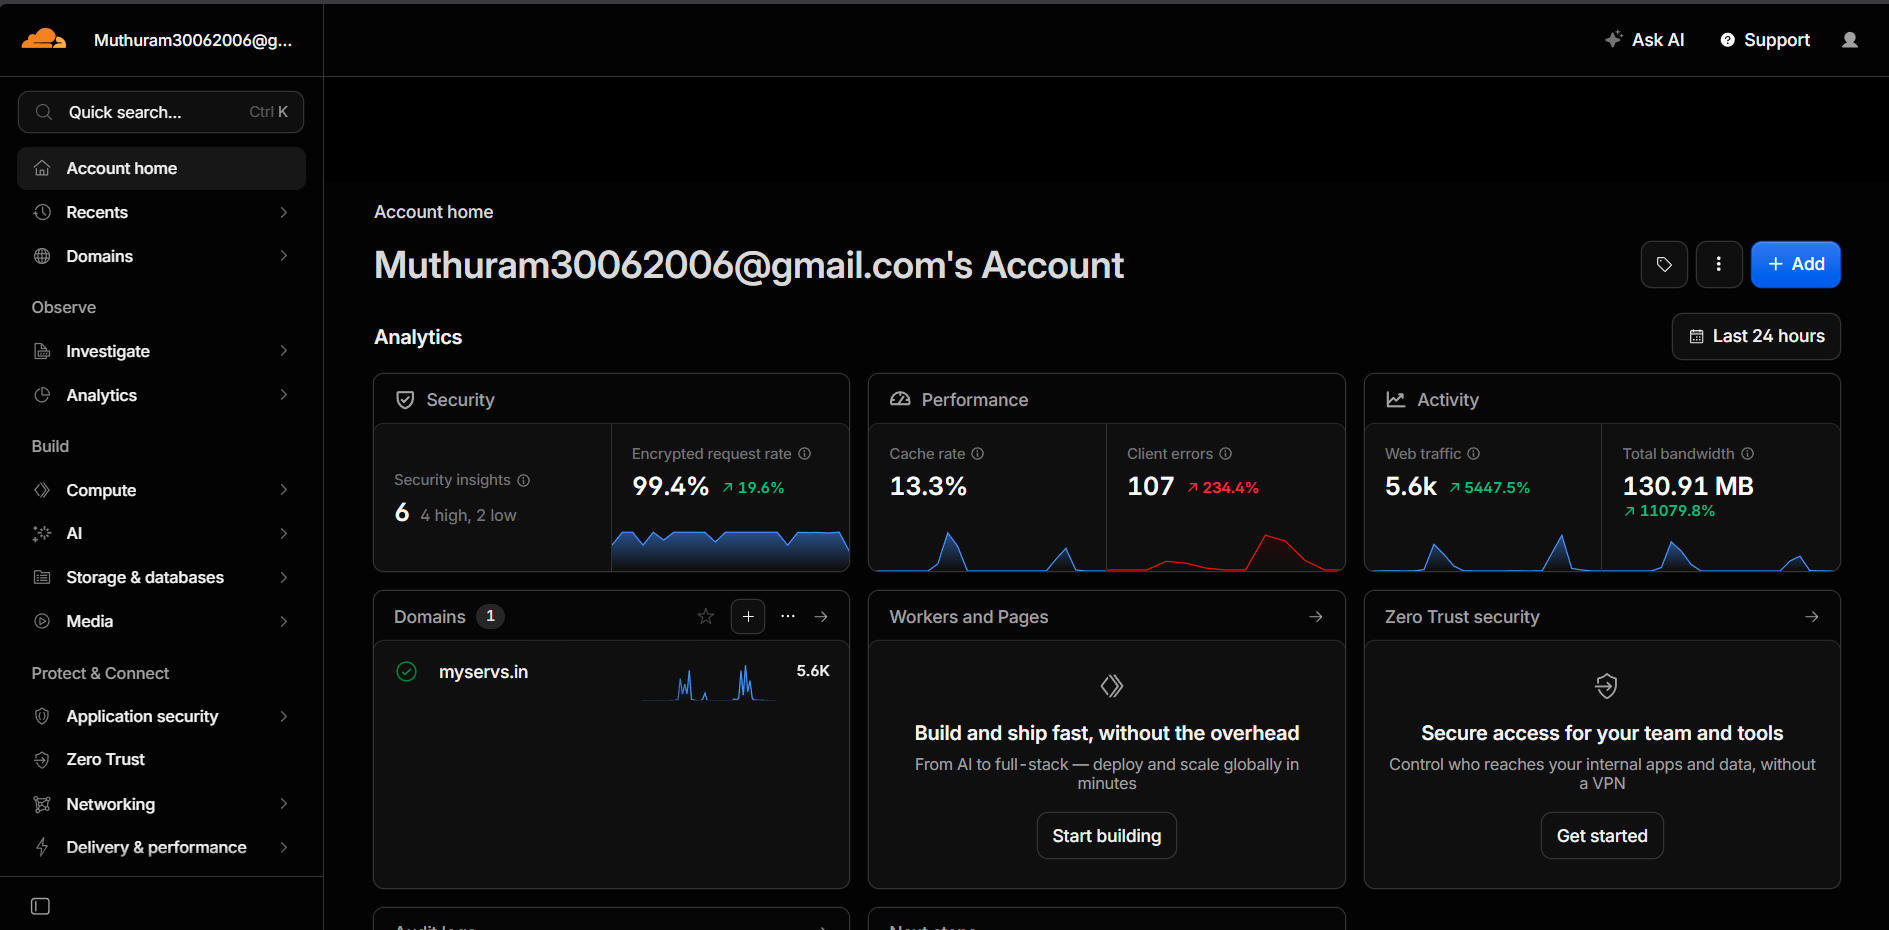 Muthuram30062006@g...
Ask AI
Support
Quick search...
Ctrl K
Account home
Recents
Domains
Observe
Investigate
Analytics
Build
Compute
AI
Storage & databases
Media
Protect & Connect
Application security
Zero Trust
Networking
Delivery & performance
Account home
Muthuram30062006@gmail.com's Account
Add
Analytics
Last 24 hours
Security
Security insights
6 4 high, 2 low
Encrypted request rate
99.4% 19.6%
Performance
Cache rate
13.3%
Client errors
107 234.4%
Activity
Web traffic
5.6k 5447.5%
Total bandwidth
130.91 MB
11079.8%
Domains 1
myservs.in 5.6K
Workers and Pages
Build and ship fast, without the overhead
From AI to full-stack — deploy and scale globally in
minutes
Start building
Zero Trust security
Secure access for your team and tools
Control who reaches your internal apps and data, without
a VPN
Get started